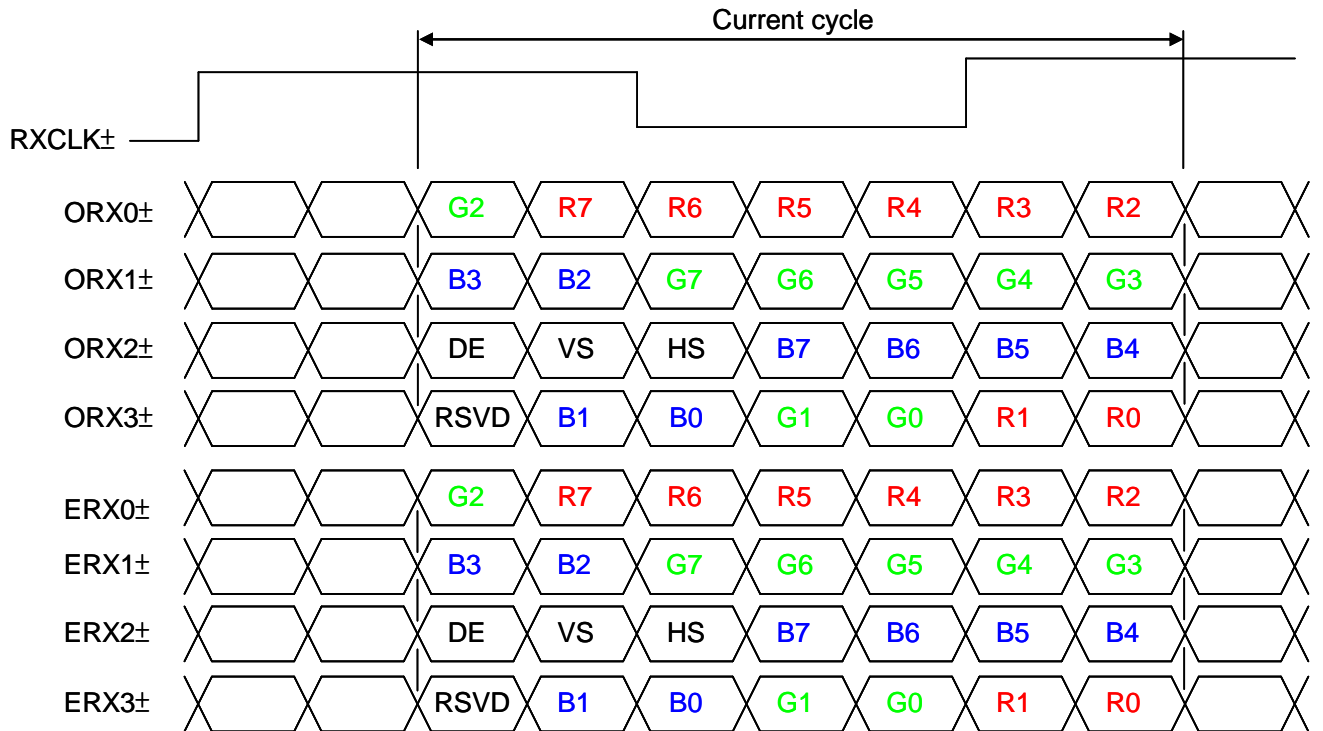 Current cycle
RXCLK±
ORX0± G2 R7 R6 R5 R4 R3 R2
ORX1± B3 B2 G7 G6 G5 G4 G3
ORX2± DE VS HS B7 B6 B5 B4
ORX3± RSVD B1 B0 G1 G0 R1 R0
ERX0± G2 R7 R6 R5 R4 R3 R2
ERX1± B3 B2 G7 G6 G5 G4 G3
ERX2± DE VS HS B7 B6 B5 B4
ERX3± RSVD B1 B0 G1 G0 R1 R0